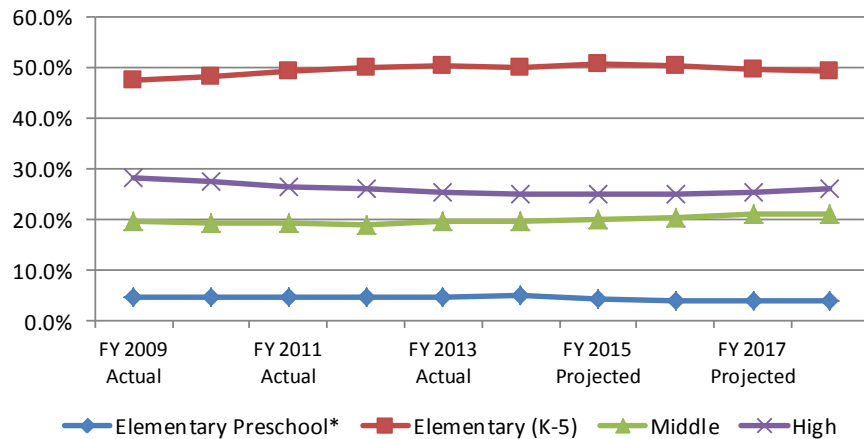 60.0%
50.0%
40.0%
30.0%
20.0%
10.0%
0.0%
FY 2009 FY 2011 FY 2013 FY 2015 FY 2017
Actual Actual Actual Projected Projected
Elementary Preschool* Elementary (K-5) Middle High